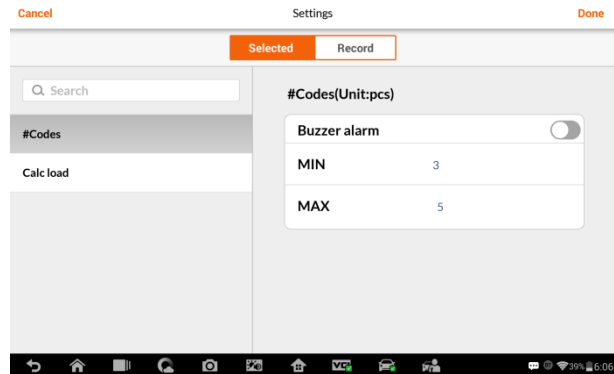 Cancel Settings Done
Selected Record
Search
#Codes
Calc load
#Codes(Unit:pcs)
Buzzer alarm
MIN 3
MAX 5
VCI 39% 6:06